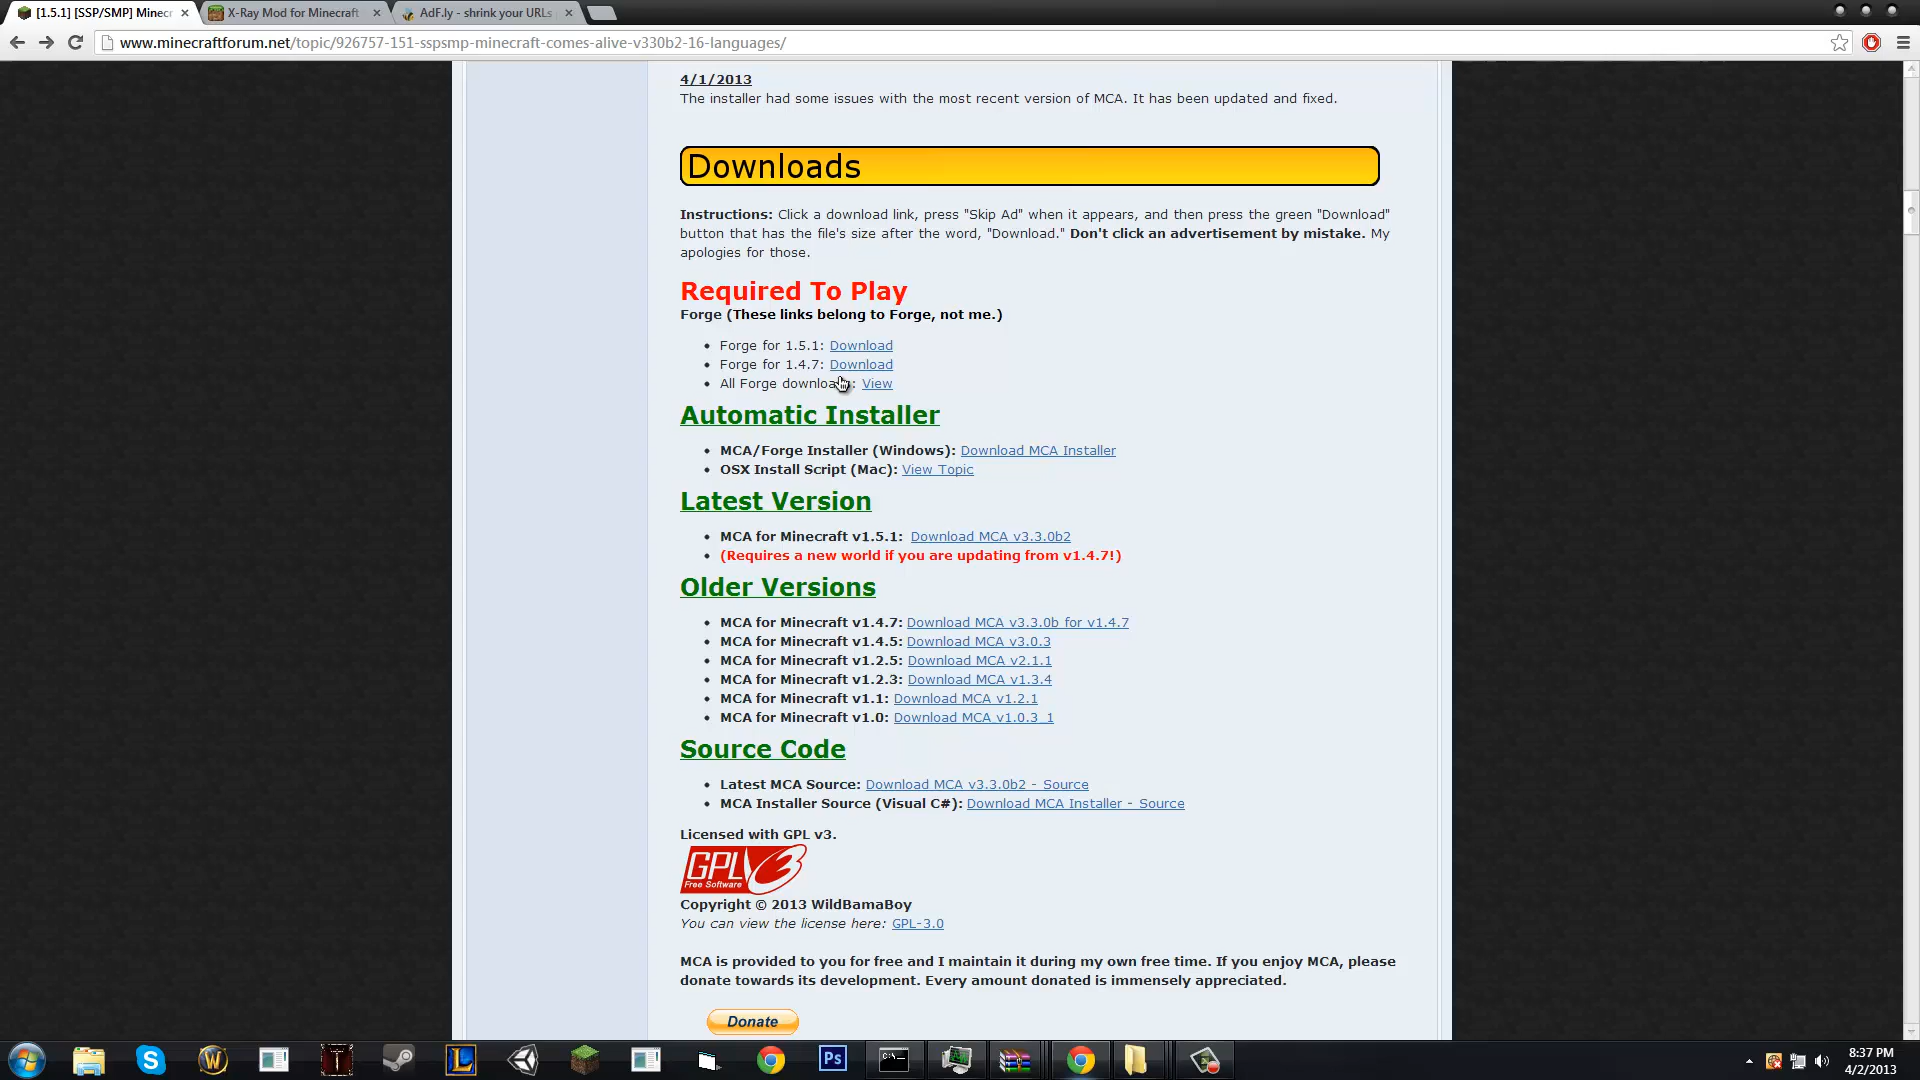 [1.5.1] [SSP/SMP] Minecr
X-Ray Mod for Minecraft
AdF.ly - shrink your URLs
www.minecraftforum.net/topic/926757-151-sspsmp-minecraft-comes-alive-v330b2-16-languages/
4/1/2013
The installer had some issues with the most recent version of MCA. It has been updated and fixed.
Downloads
Instructions: Click a download link, press "Skip Ad" when it appears, and then press the green "Download"
button that has the file's size after the word, "Download." Don't click an advertisement by mistake. My
apologies for those.
Required To Play
Forge (These links belong to Forge, not me.)
Forge for 1.5.1: Download
Forge for 1.4.7: Download
All Forge downloads: View
Automatic Installer
MCA/Forge Installer (Windows): Download MCA Installer
OSX Install Script (Mac): View Topic
Latest Version
MCA for Minecraft v1.5.1: Download MCA v3.3.0b2
(Requires a new world if you are updating from v1.4.7!)
Older Versions
MCA for Minecraft v1.4.7: Download MCA v3.3.0b for v1.4.7
MCA for Minecraft v1.4.5: Download MCA v3.0.3
MCA for Minecraft v1.2.5: Download MCA v2.1.1
MCA for Minecraft v1.2.3: Download MCA v1.3.4
MCA for Minecraft v1.1: Download MCA v1.2.1
MCA for Minecraft v1.0: Download MCA v1.0.3_1
Source Code
Latest MCA Source: Download MCA v3.3.0b2 - Source
MCA Installer Source (Visual C#): Download MCA Installer - Source
Licensed with GPL v3.
GPLv3
Free Software
Copyright © 2013 WildBamaBoy
You can view the license here: GPL-3.0
MCA is provided to you for free and I maintain it during my own free time. If you enjoy MCA, please
donate towards its development. Every amount donated is immensely appreciated.
Donate
Ps
C:\_
8:37 PM
4/2/2013